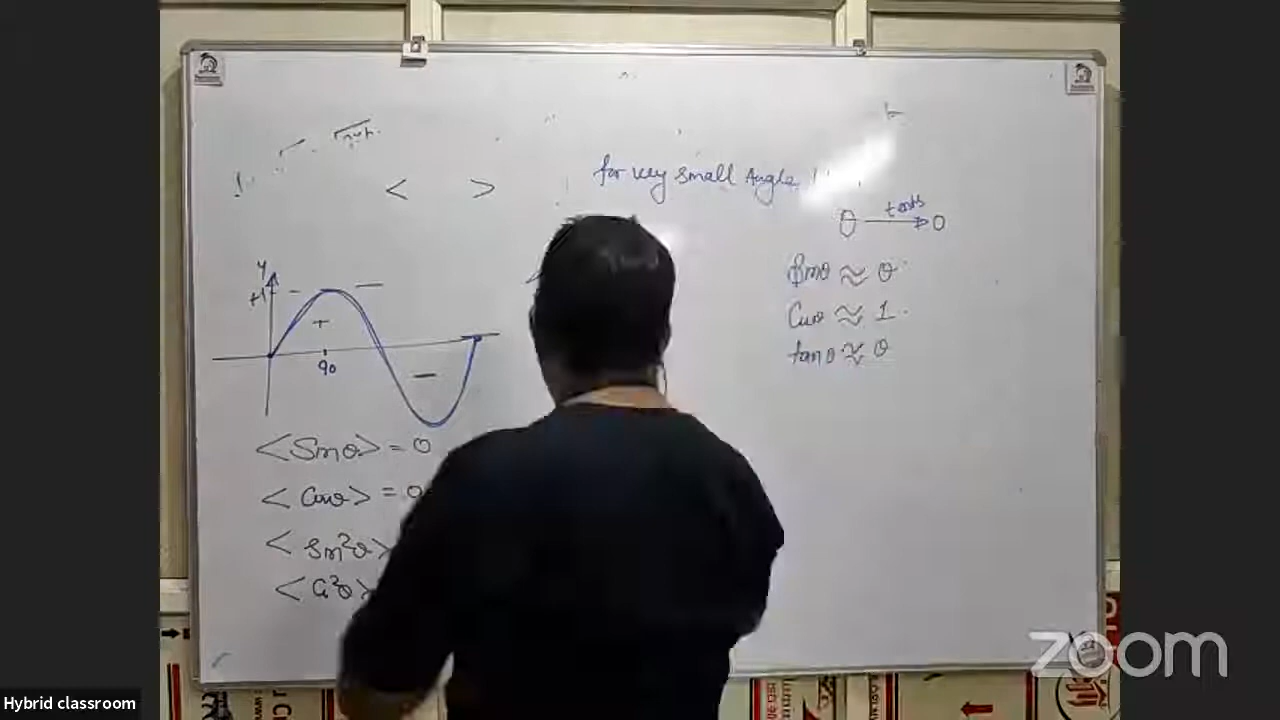 < >
for very small Angle
θ tends → 0
Sinθ ≈ θ
Cosθ ≈ 1.
tanθ ≈ θ
y
+1
+
90
−
<Sinθ> = 0
<Cosθ> = 0
<Sin²θ>
<C²θ>
zoom
Hybrid classroom